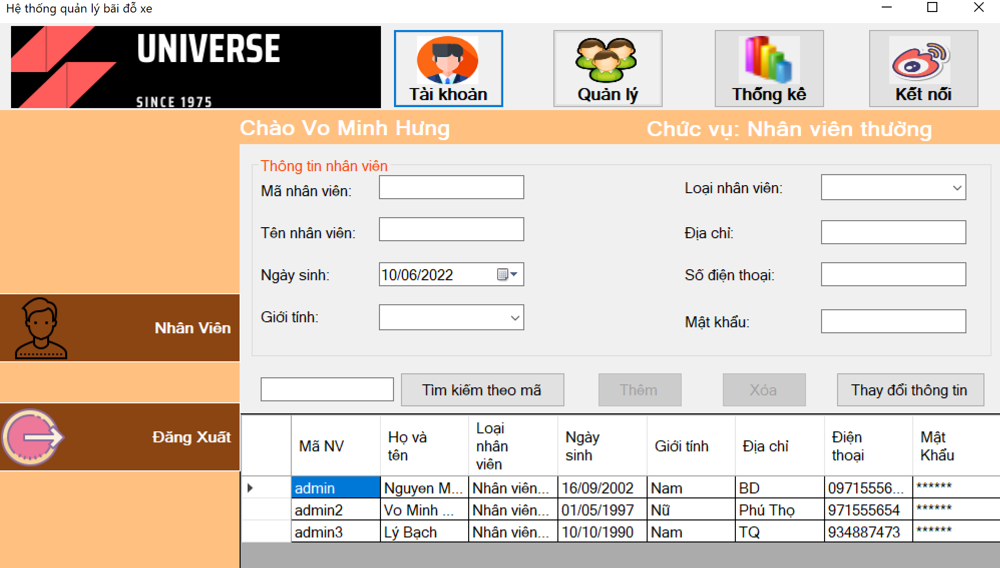 Hệ thống quản lý bãi đỗ xe
UNIVERSE
SINCE 1975
Tài khoản
Quản lý
Thống kê
Kết nối
Chào Vo Minh Hưng
Chức vụ: Nhân viên thường
Thông tin nhân viên
Mã nhân viên:
Loại nhân viên:
Tên nhân viên:
Địa chỉ:
Ngày sinh:
10/06/2022
Số điện thoại:
Giới tính:
Mật khẩu:
Nhân Viên
Đăng Xuất
Tìm kiếm theo mã
Thêm
Xóa
Thay đổi thông tin
Mã NV
Họ và
tên
Loại
nhân
viên
Ngày
sinh
Giới tính
Địa chỉ
Điện
thoại
Mật
Khẩu
admin Nguyen M... Nhân viên... 16/09/2002 Nam BD 09715556... ******
admin2 Vo Minh ... Nhân viên... 01/05/1997 Nữ Phú Thọ 971555654 ******
admin3 Lý Bạch Nhân viên... 10/10/1990 Nam TQ 934887473 ******